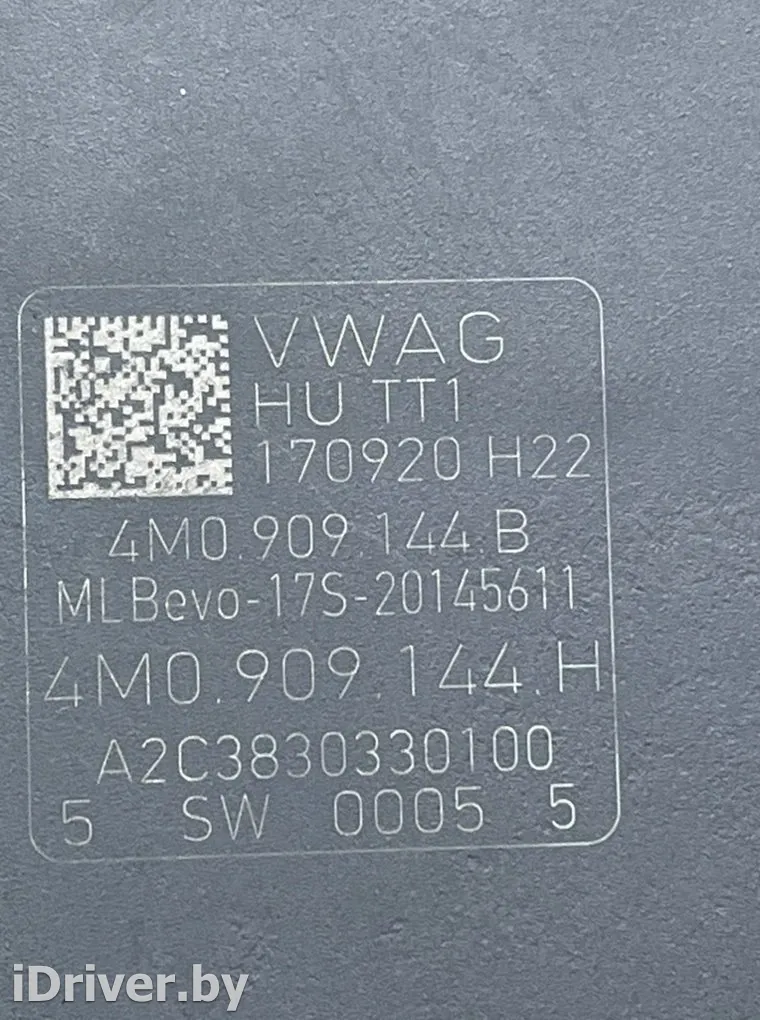 VWAG
HU TT1
170920 H22
4M0.909.144.B
MLBevo-17S-20145611
4M0.909.144.H
A2C3830330100
5 SW 0005 5
iDriver.by